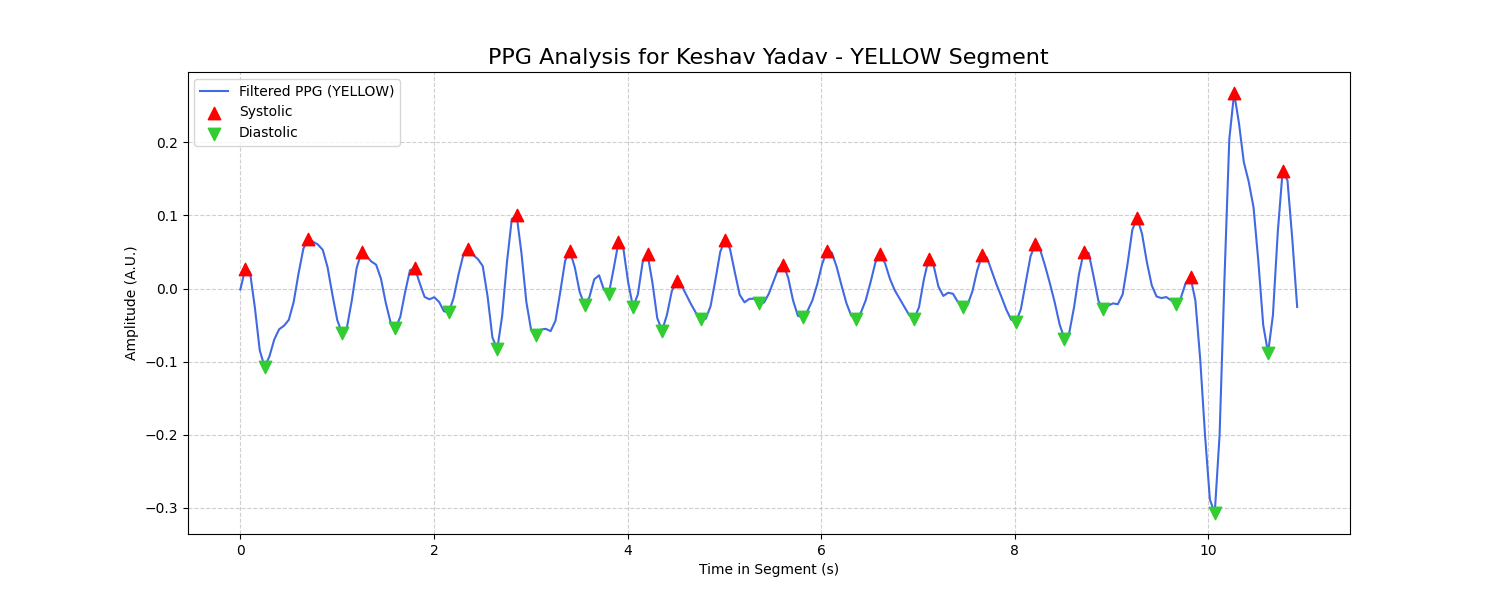 PPG Analysis for Keshav Yadav - YELLOW Segment
Filtered PPG (YELLOW)
Systolic
Diastolic
0.2
0.1
0.0
−0.1
−0.2
−0.3
Amplitude (A.U.)
0 2 4 6 8 10
Time in Segment (s)